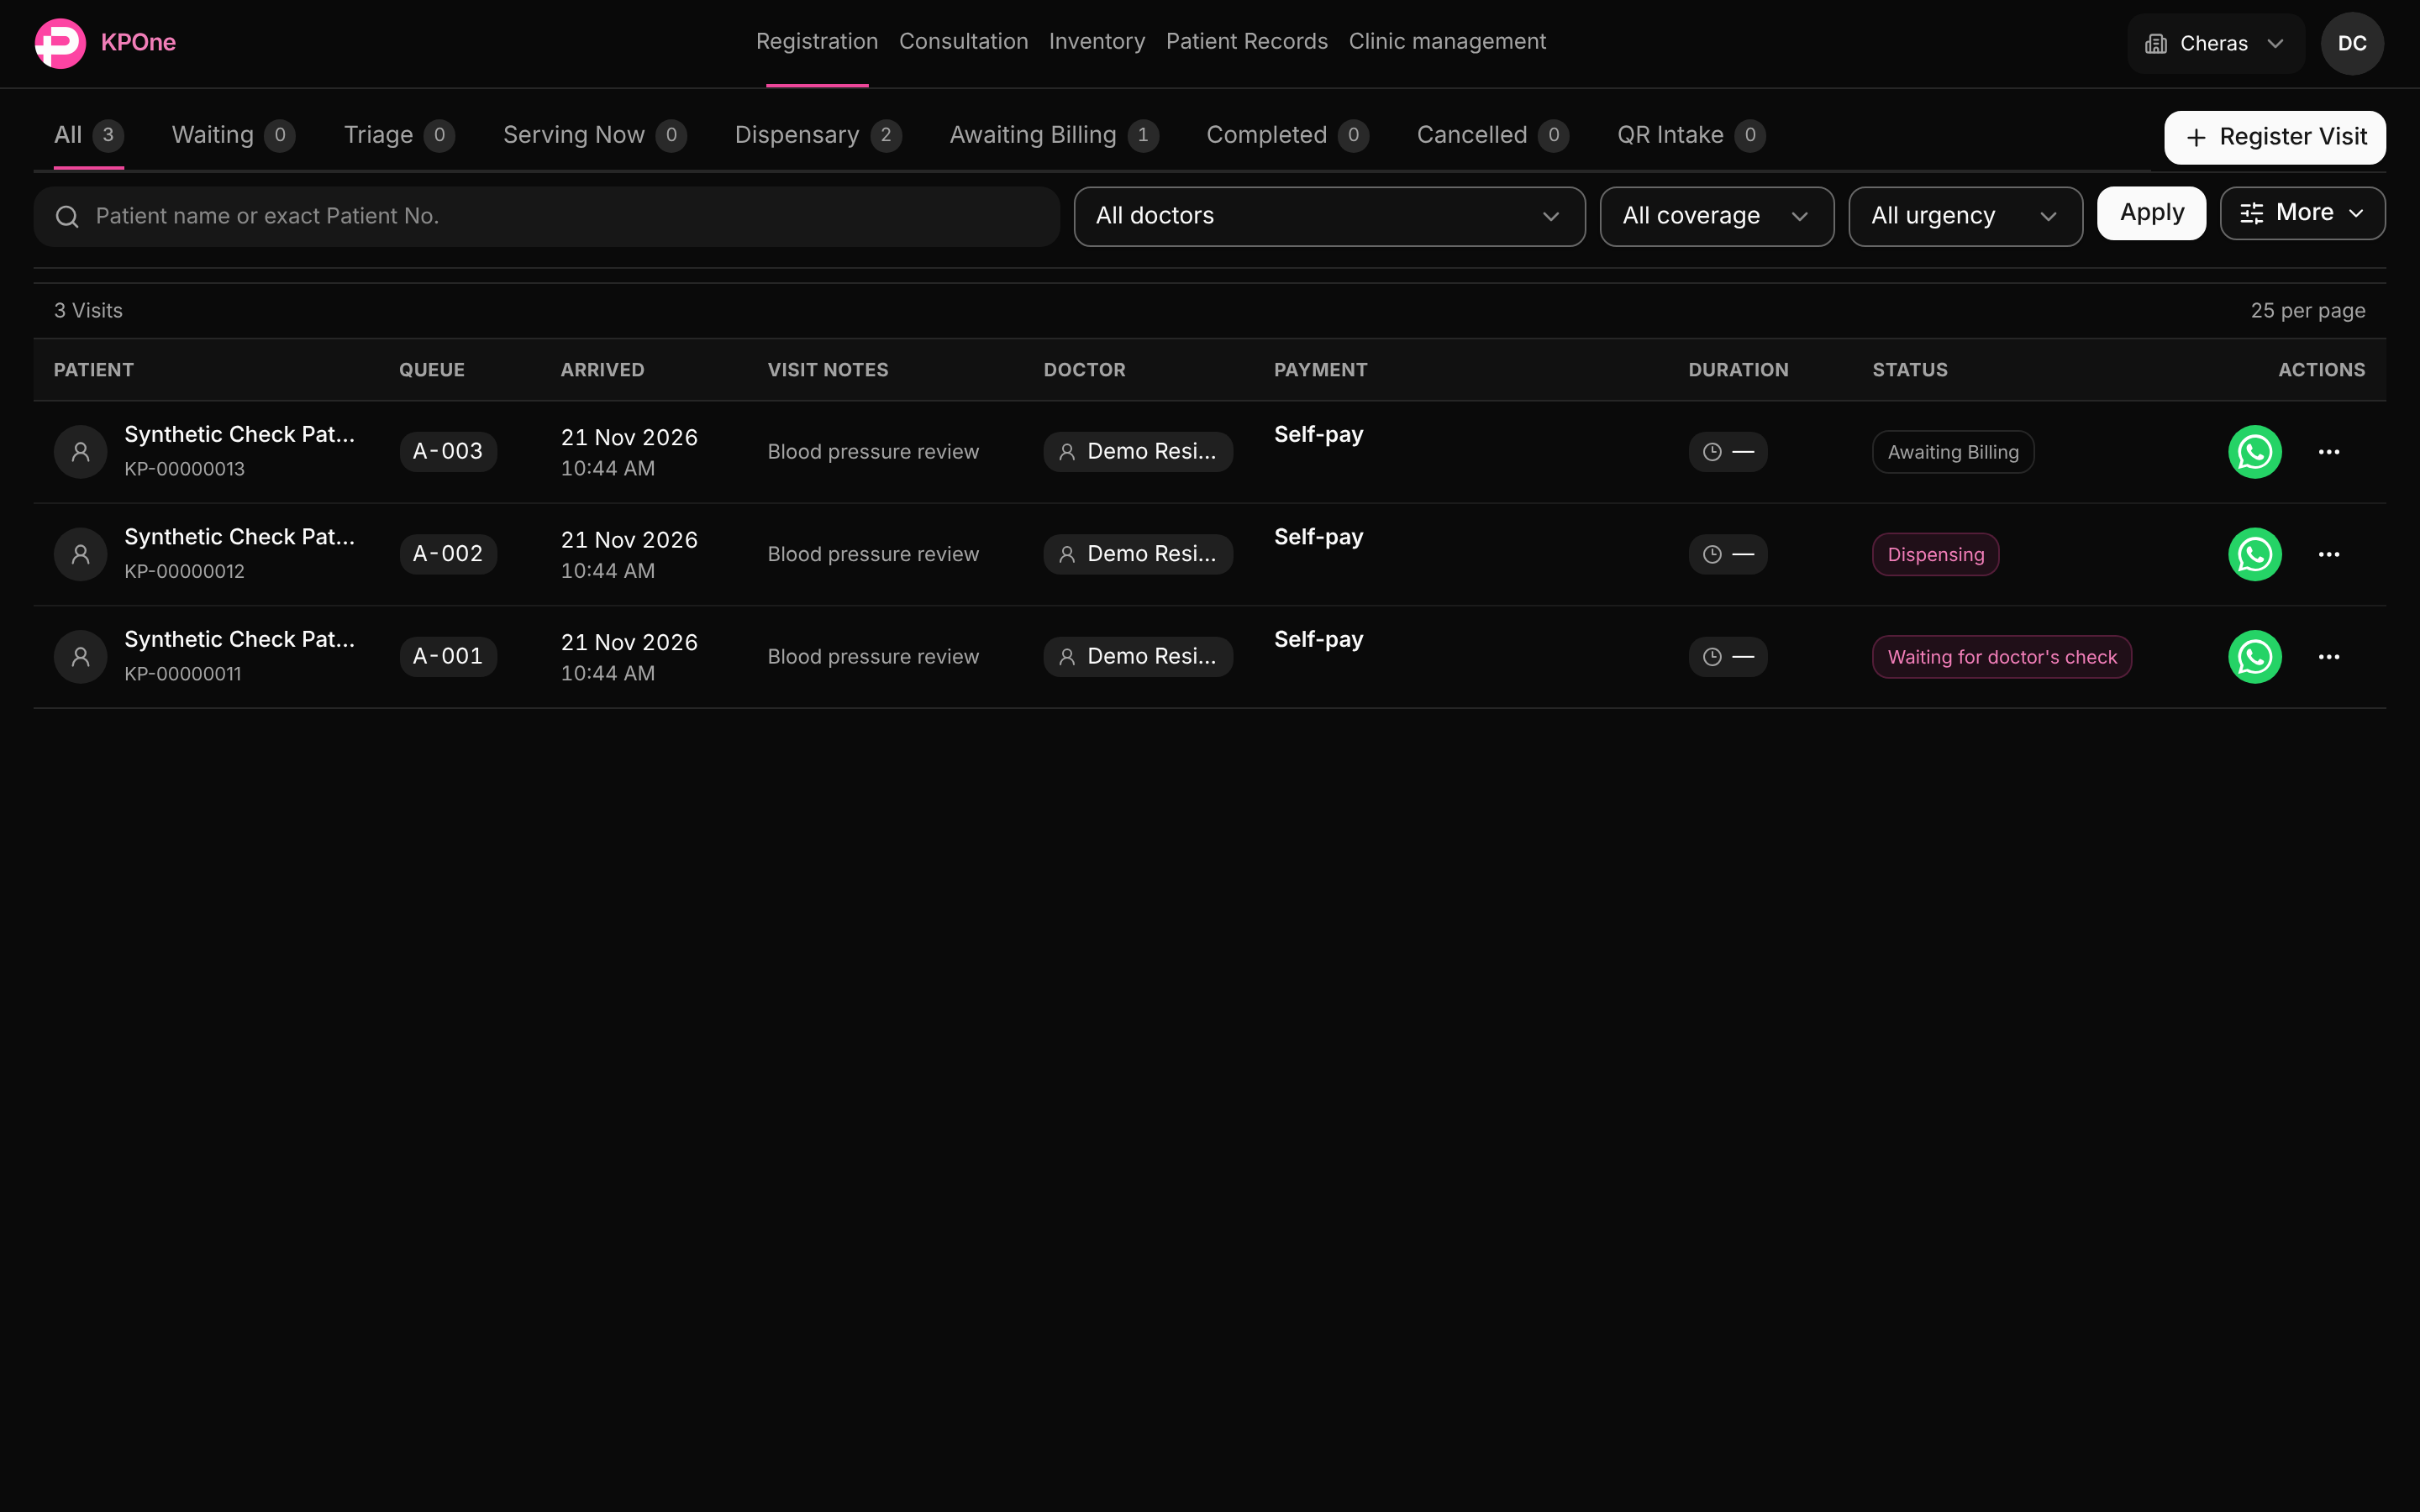 KPOne
Registration Consultation Inventory Patient Records Clinic management
Cheras
DC
All 3 Waiting 0 Triage 0 Serving Now 0 Dispensary 2 Awaiting Billing 1 Completed 0 Cancelled 0 QR Intake 0
+ Register Visit
Patient name or exact Patient No.
All doctors
All coverage
All urgency
Apply
More
3 Visits
25 per page
PATIENT QUEUE ARRIVED VISIT NOTES DOCTOR PAYMENT DURATION STATUS ACTIONS
Synthetic Check Pat...
KP-00000013
A-003
21 Nov 2026
10:44 AM
Blood pressure review
Demo Resi...
Self-pay
—
Awaiting Billing
Synthetic Check Pat...
KP-00000012
A-002
21 Nov 2026
10:44 AM
Blood pressure review
Demo Resi...
Self-pay
—
Dispensing
Synthetic Check Pat...
KP-00000011
A-001
21 Nov 2026
10:44 AM
Blood pressure review
Demo Resi...
Self-pay
—
Waiting for doctor's check